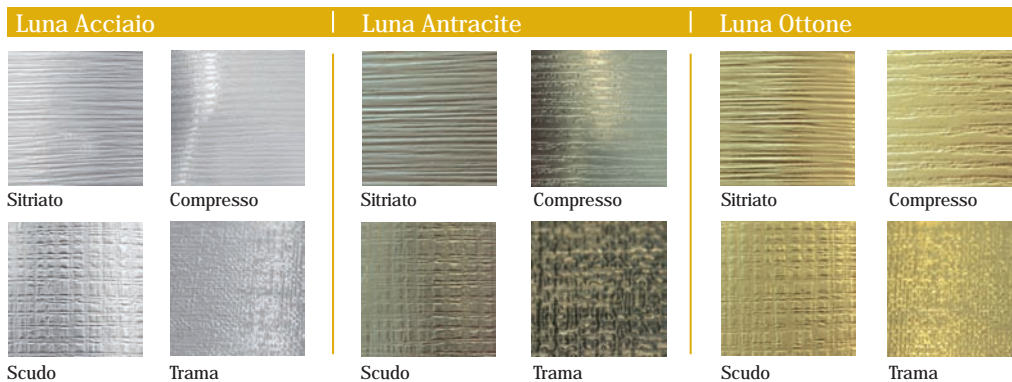 Luna Acciaio | Luna Antracite | Luna Ottone
Sitriato Compresso Sitriato Compresso Sitriato Compresso
Scudo Trama Scudo Trama Scudo Trama